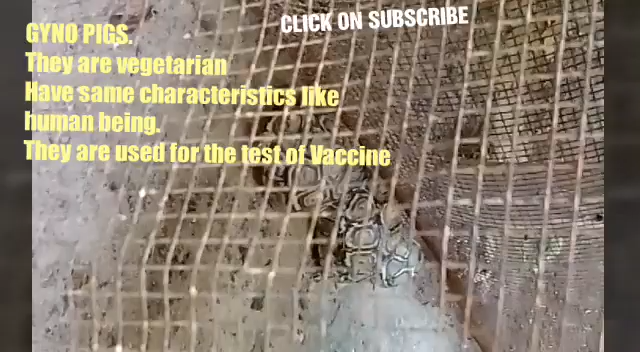 CLICK ON SUBSCRIBE
GYNO PIGS.
They are vegetarian
Have same characteristics like
human being.
They are used for the test of Vaccine